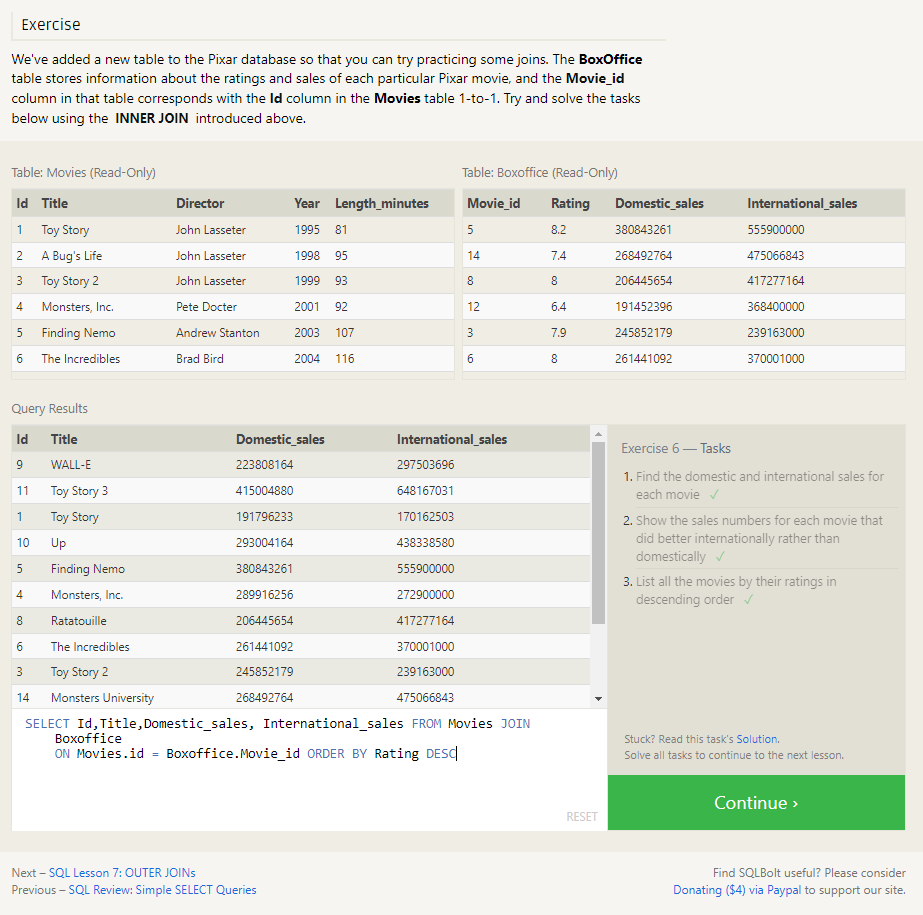 Exercise
We've added a new table to the Pixar database so that you can try practicing some joins. The BoxOffice
table stores information about the ratings and sales of each particular Pixar movie, and the Movie_id
column in that table corresponds with the Id column in the Movies table 1-to-1. Try and solve the tasks
below using the INNER JOIN introduced above.
Table: Movies (Read-Only)
Id Title Director Year Length_minutes
1 Toy Story John Lasseter 1995 81
2 A Bug's Life John Lasseter 1998 95
3 Toy Story 2 John Lasseter 1999 93
4 Monsters, Inc. Pete Docter 2001 92
5 Finding Nemo Andrew Stanton 2003 107
6 The Incredibles Brad Bird 2004 116
Table: Boxoffice (Read-Only)
Movie_id Rating Domestic_sales International_sales
5 8.2 380843261 555900000
14 7.4 268492764 475066843
8 8 206445654 417277164
12 6.4 191452396 368400000
3 7.9 245852179 239163000
6 8 261441092 370001000
Query Results
Id Title Domestic_sales International_sales
9 WALL-E 223808164 297503696
11 Toy Story 3 415004880 648167031
1 Toy Story 191796233 170162503
10 Up 293004164 438338580
5 Finding Nemo 380843261 555900000
4 Monsters, Inc. 289916256 272900000
8 Ratatouille 206445654 417277164
6 The Incredibles 261441092 370001000
3 Toy Story 2 245852179 239163000
14 Monsters University 268492764 475066843
SELECT Id,Title,Domestic_sales, International_sales FROM Movies JOIN
Boxoffice
ON Movies.id = Boxoffice.Movie_id ORDER BY Rating DESC
RESET
Exercise 6 — Tasks
1. Find the domestic and international sales for
each movie ✓
2. Show the sales numbers for each movie that
did better internationally rather than
domestically ✓
3. List all the movies by their ratings in
descending order ✓
Stuck? Read this task's Solution.
Solve all tasks to continue to the next lesson.
Continue ›
Next – SQL Lesson 7: OUTER JOINs
Previous – SQL Review: Simple SELECT Queries
Find SQLBolt useful? Please consider
Donating ($4) via Paypal to support our site.